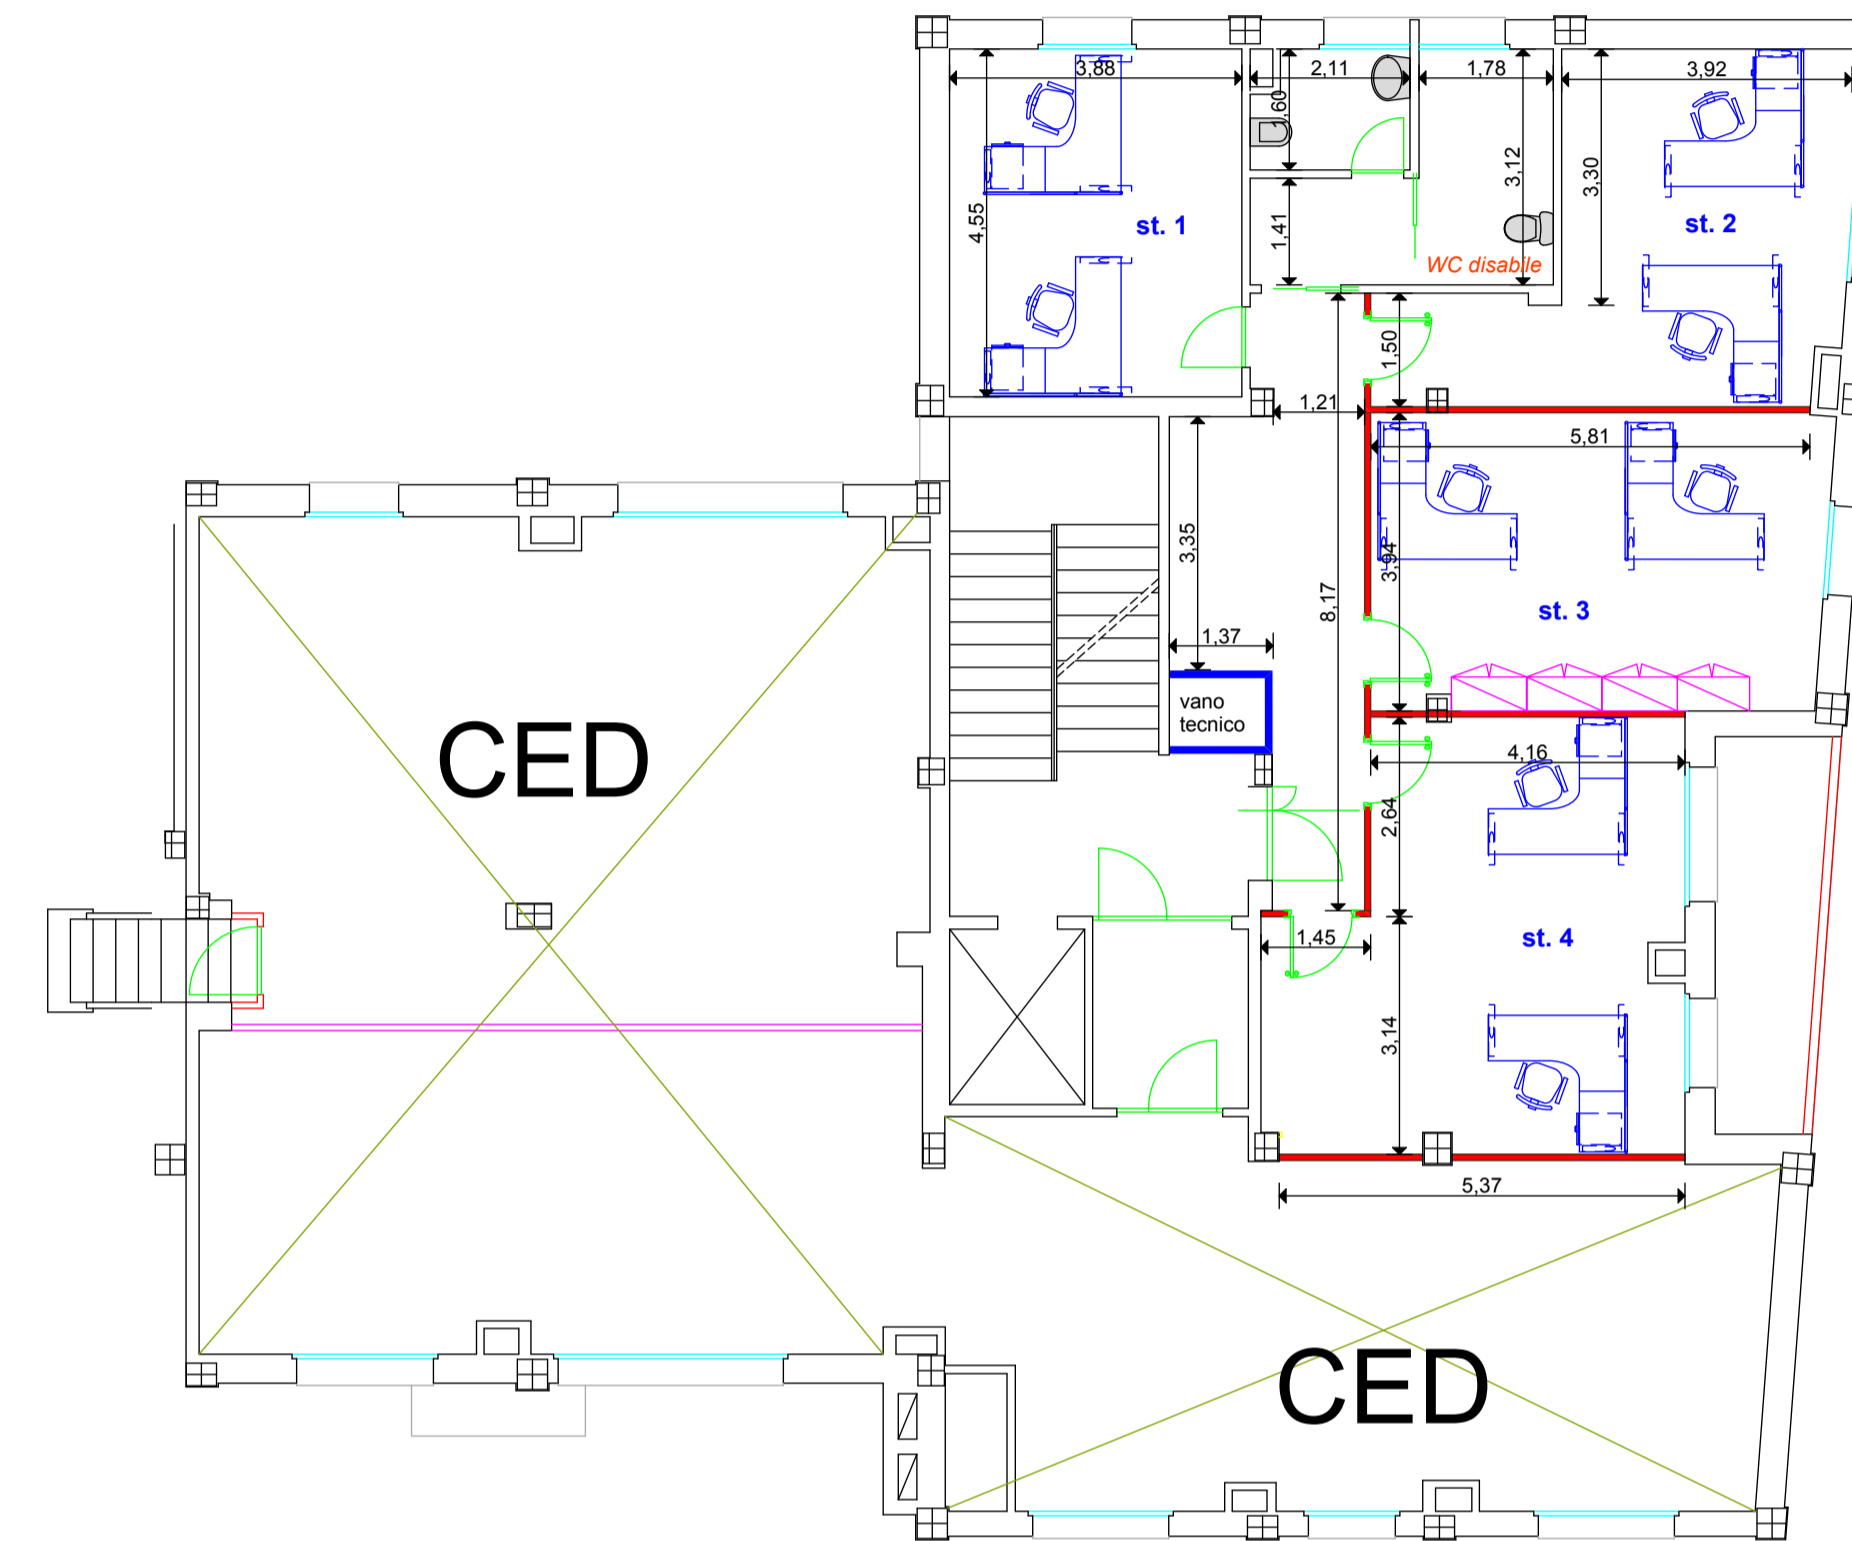 3,88
2,11
1,78
3,92
1,60
4,55
3,12
3,30
1,41
st. 1
st. 2
WC disabile
1,50
1,21
5,81
3,35
3,94
8,17
st. 3
1,37
vano
tecnico
CED
4,16
2,64
st. 4
1,45
3,14
5,37
CED